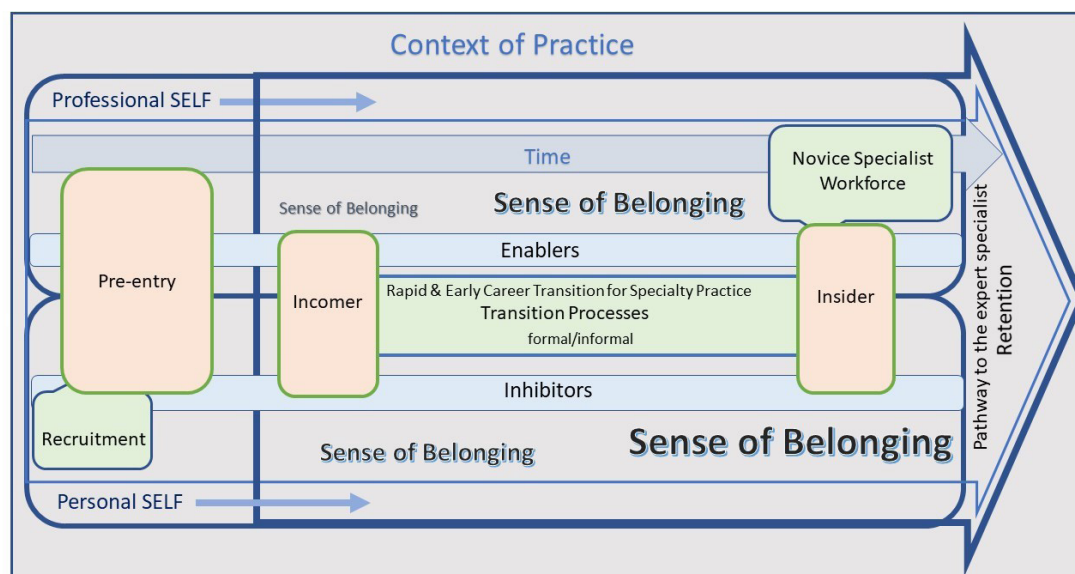 Context of Practice
Professional SELF
Time
Novice Specialist
Workforce
Sense of Belonging
Sense of Belonging
Enablers
Pre-entry
Incomer
Rapid & Early Career Transition for Specialty Practice
Transition Processes
formal/informal
Insider
Inhibitors
Recruitment
Sense of Belonging
Sense of Belonging
Personal SELF
Pathway to the expert specialist
Retention